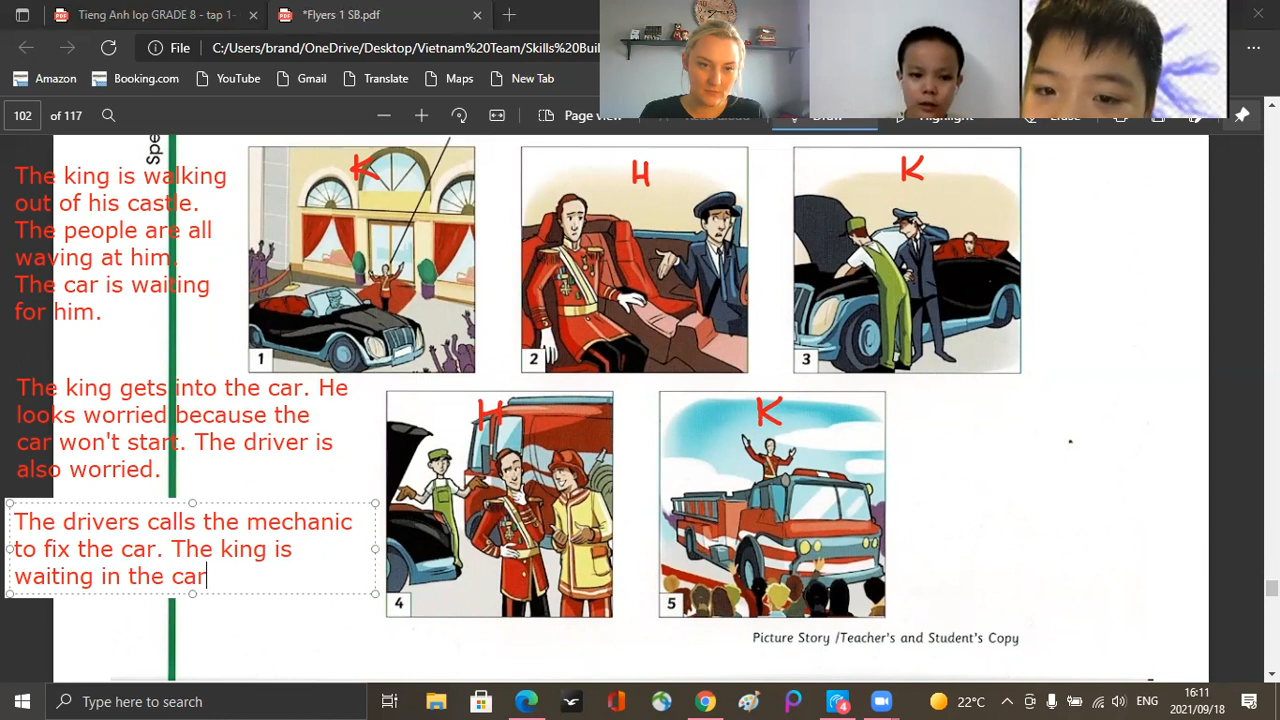 Tieng Anh lop GRADE 8 - tap 1-
*Flyers 1 SB.pdf
File
C:/Users/brand/OneDrive/Desktop/Vietnam%20Team/Skills%20Buil
Amazon
Booking.com
YouTube
Gmail
Translate
Maps
New Tab
102 of 117
Page view
Draw
Highlight
Erase
Spe
The king is walking
out of his castle.
The people are all
waving at him.
The car is waiting
for him.
The king gets into the car. He
looks worried because the
car won't start. The driver is
also worried.
The drivers calls the mechanic
to fix the car. The king is
waiting in the car
K
1
H
2
K
3
H
4
K
5
Picture Story /Teacher's and Student's Copy
Type here to search
4
22°C
ENG
16:11
2021/09/18